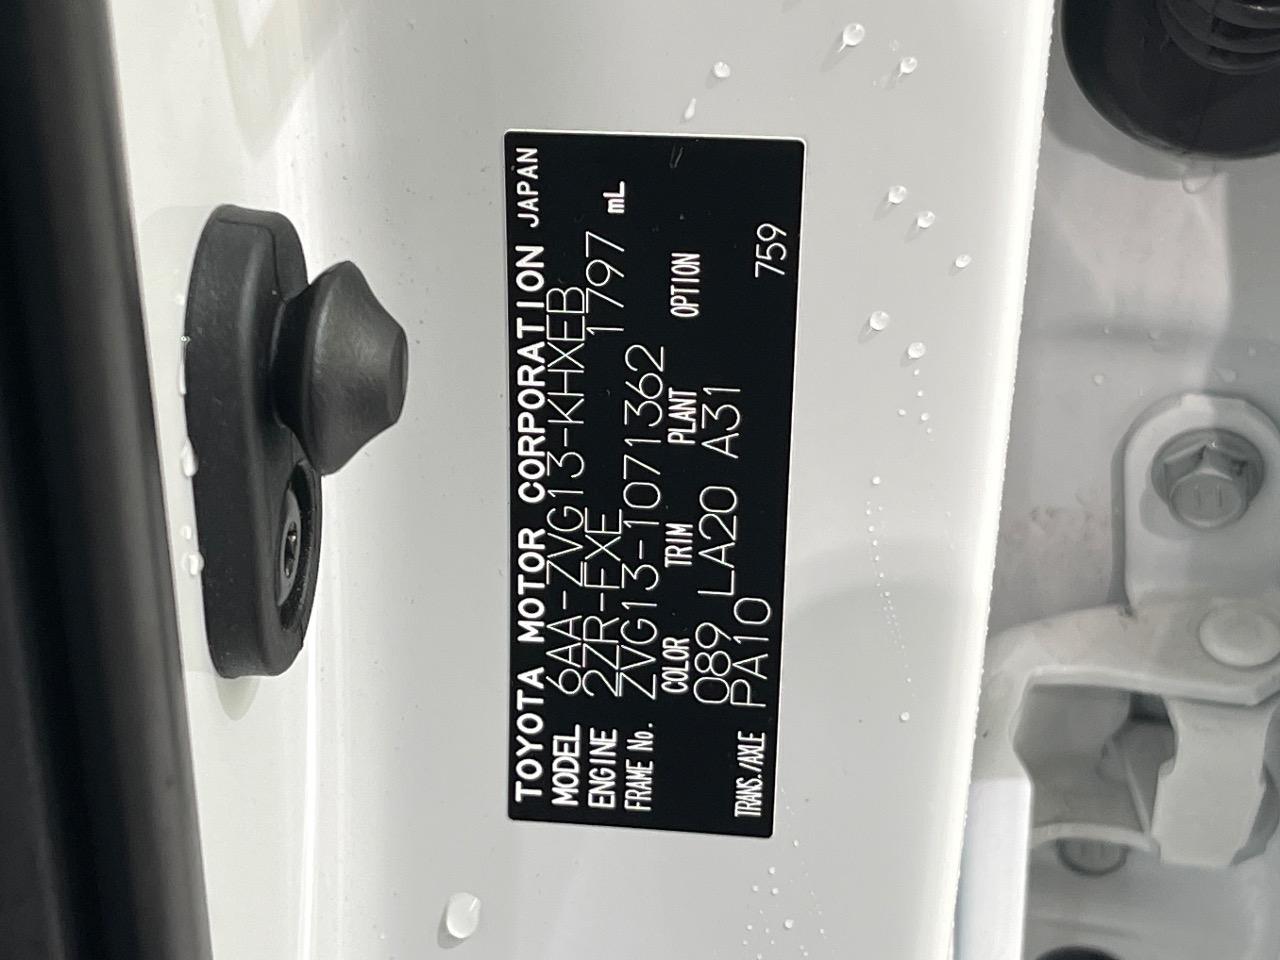 TOYOTA MOTOR CORPORATION JAPAN
MODEL 6AA-ZVG13-KHXEB
ENGINE 2ZR-FXE 1797 mL
FRAME No. ZVG13-1071362
COLOR TRIM PLANT OPTION
089 LA20 A31
TRANS./AXLE PA10 759